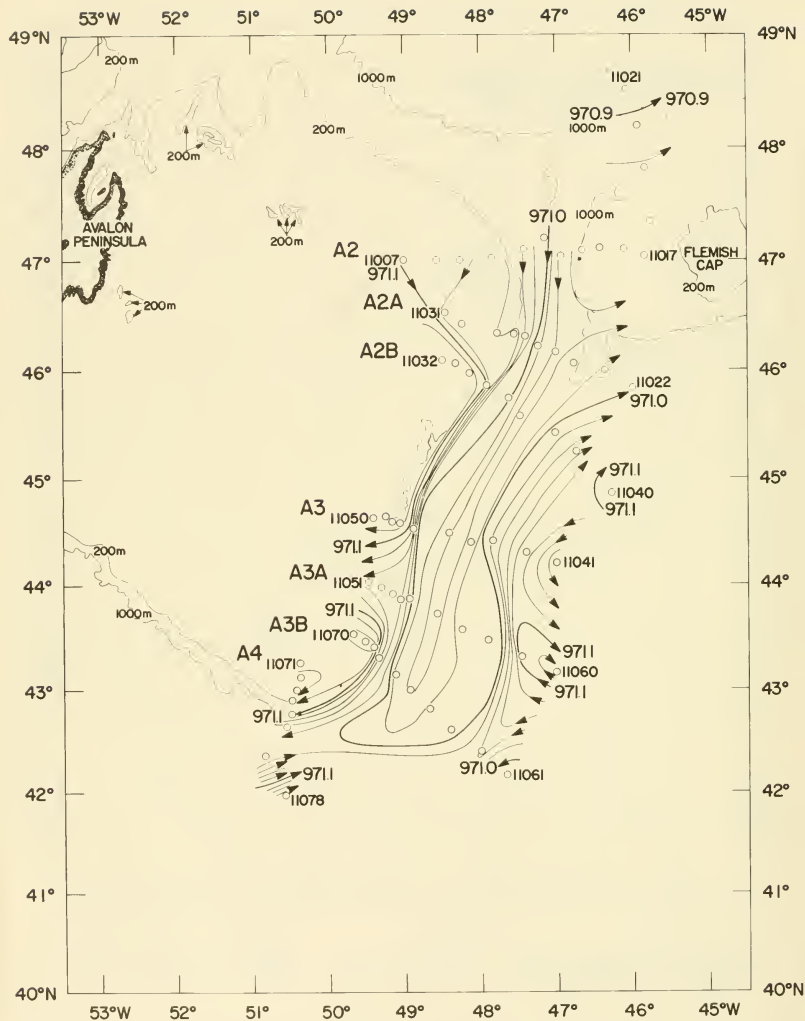 53°W 52° 51° 50° 49° 48° 47° 46° 45°W
49°N 49°N
200m
1000m
11021
970.9 970.9
1000m
200m
48° 48°
200m
AVALON
PENINSULA
200m
971.0 1000m
FLEMISH
CAP
47° A2 11007 11017 47°
971.1
200m
200m
A2A
11031
A2B 11032
46° 46°
11022
971.0
45° 45°
971.1
11040
971.1
A3
11050
971.1
200m
11041
44° A3A 44°
11051
1000m
971.1
A3B
11070
A4
11071
971.1
11060
971.1
43° 43°
971.1
971.0
971.1
11061
11078
42° 42°
41° 41°
40°N 40°N
53°W 52° 51° 50° 49° 48° 47° 46° 45°W